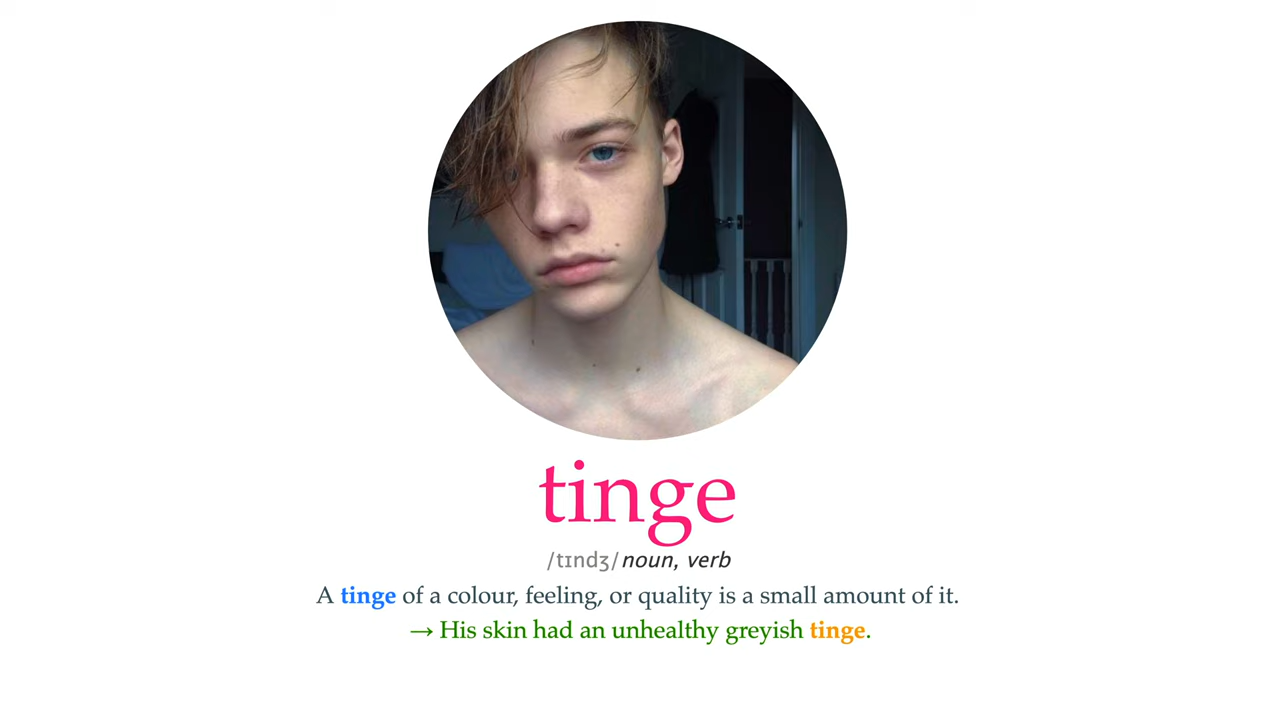 tinge
/tɪndʒ/ noun, verb
A tinge of a colour, feeling, or quality is a small amount of it.
→ His skin had an unhealthy greyish tinge.